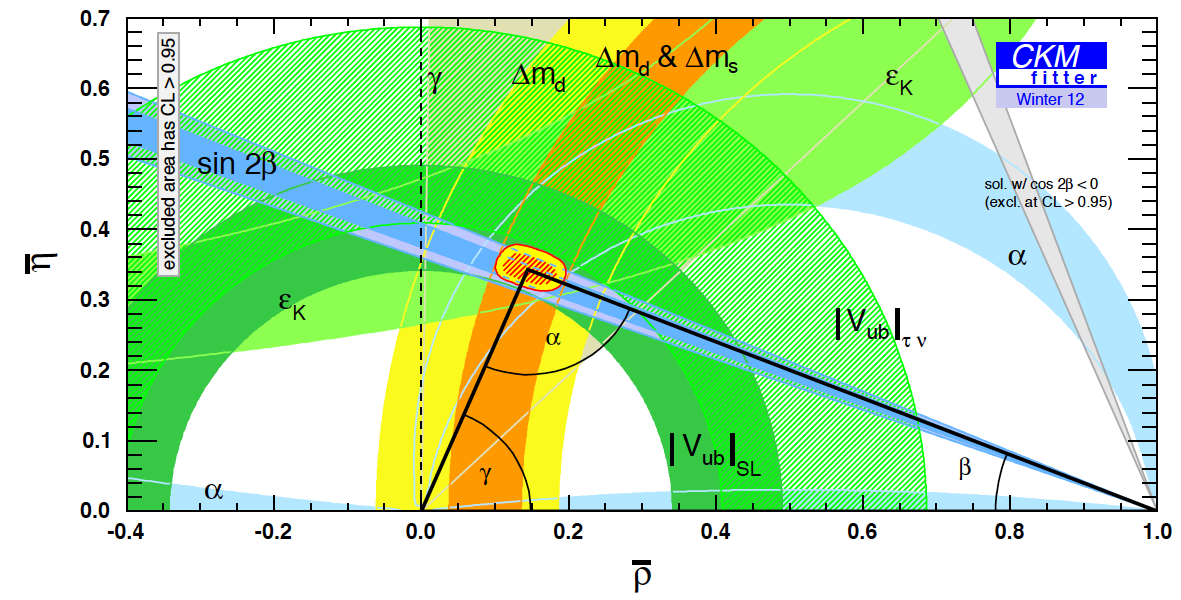 0.7
0.6
0.5
0.4
0.3
0.2
0.1
0.0
η̅
excluded area has CL > 0.95
γ
Δm_d
Δm_d & Δm_s
ε_K
CKM
fitter
Winter 12
sin 2β
sol. w/ cos 2β < 0
(excl. at CL > 0.95)
α
ε_K
α
|V_ub|_τ ν
|V_ub|_SL
α
γ
β
-0.4
-0.2
0.0
0.2
0.4
0.6
0.8
1.0
ρ̅